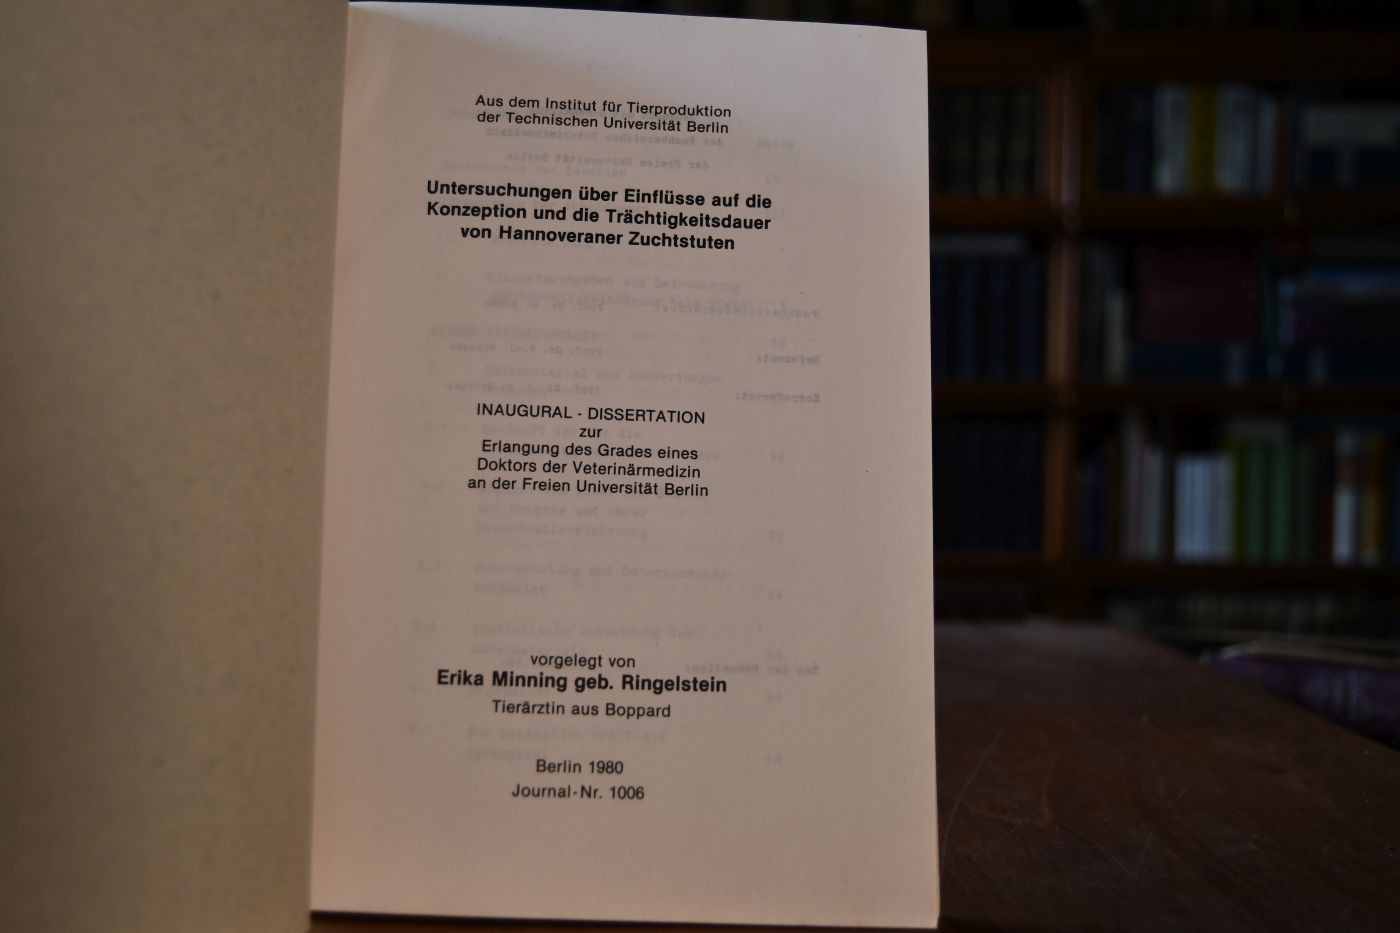 Aus dem Institut für Tierproduktion
der Technischen Universität Berlin
Untersuchungen über Einflüsse auf die
Konzeption und die Trächtigkeitsdauer
von Hannoveraner Zuchtstuten
INAUGURAL - DISSERTATION
zur
Erlangung des Grades eines
Doktors der Veterinärmedizin
an der Freien Universität Berlin
vorgelegt von
Erika Minning geb. Ringelstein
Tierärztin aus Boppard
Berlin 1980
Journal-Nr. 1006